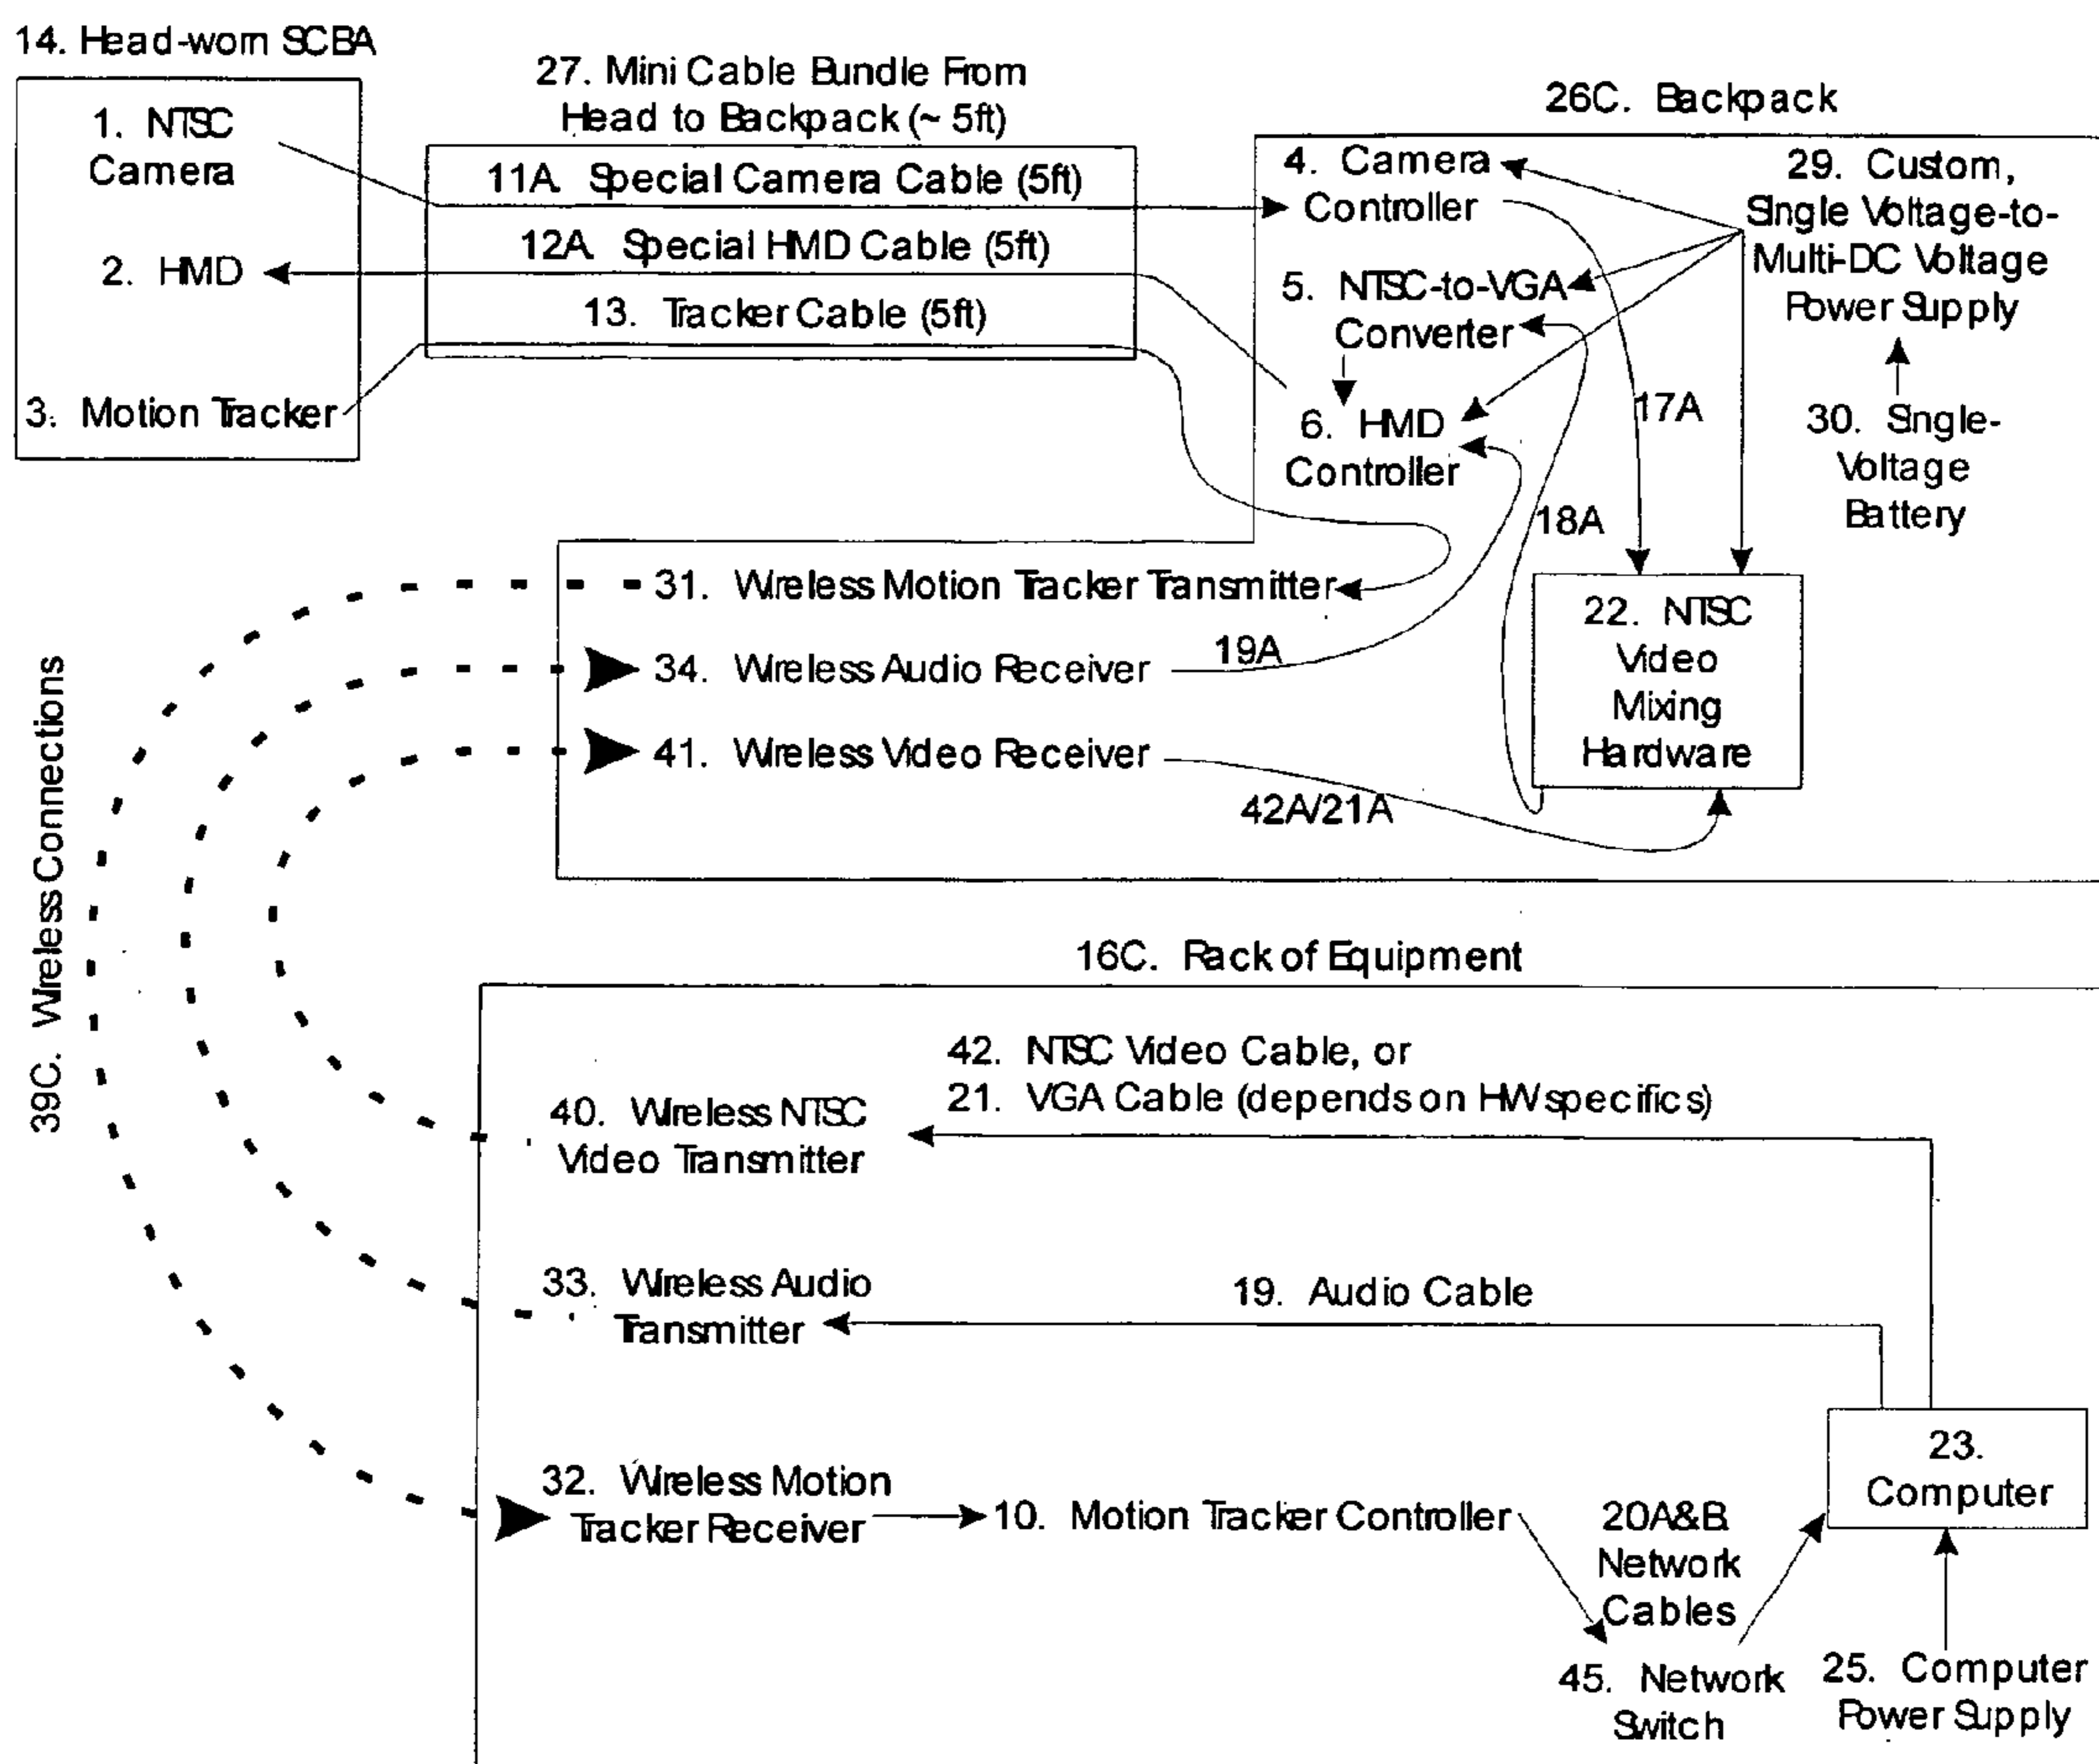 14. Head-worn SCBA
1. NTSC
Camera
2. HMD
3. Motion Tracker
27. Mini Cable Bundle From
Head to Backpack (~ 5ft)
11A. Special Camera Cable (5ft)
12A. Special HMD Cable (5ft)
13. Tracker Cable (5ft)
26C. Backpack
4. Camera
Controller
5. NTSC-to-VGA
Converter
6. HMD
Controller
29. Custom,
Single Voltage-to-
Multi-DC Voltage
Power Supply
30. Single-
Voltage
Battery
17A
18A
31. Wireless Motion Tracker Transmitter
34. Wireless Audio Receiver
19A
41. Wireless Video Receiver
42A/21A
22. NTSC
Video
Mixing
Hardware
39C. Wireless Connections
16C. Rack of Equipment
42. NTSC Video Cable, or
21. VGA Cable (depends on HW specifics)
40. Wireless NTSC
Video Transmitter
33. Wireless Audio
Transmitter
19. Audio Cable
32. Wireless Motion
Tracker Receiver
10. Motion Tracker Controller
20A&B
Network
Cables
23.
Computer
45. Network
Switch
25. Computer
Power Supply